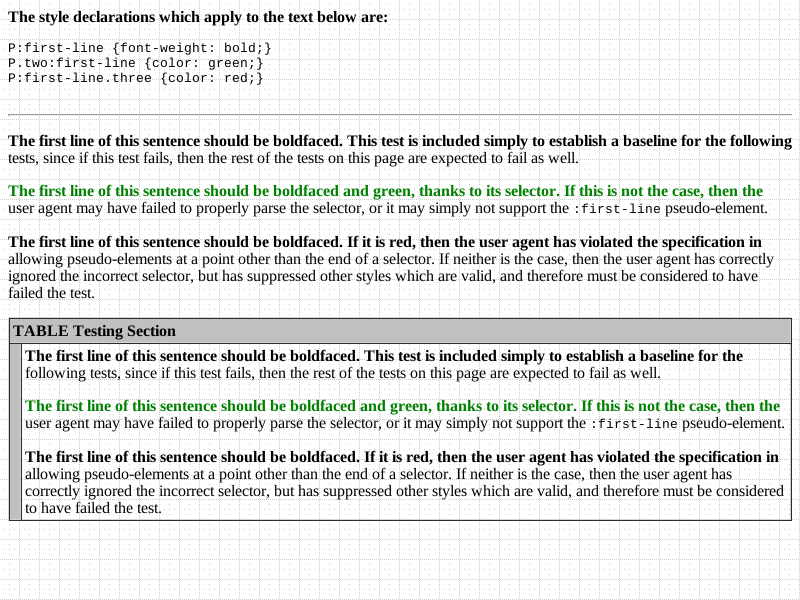 The style declarations which apply to the text below are:
P:first-line {font-weight: bold;}
P.two:first-line {color: green;}
P:first-line.three {color: red;}
The first line of this sentence should be boldfaced. This test is included simply to establish a baseline for the following
tests, since if this test fails, then the rest of the tests on this page are expected to fail as well.
The first line of this sentence should be boldfaced and green, thanks to its selector. If this is not the case, then the
user agent may have failed to properly parse the selector, or it may simply not support the :first-line pseudo-element.
The first line of this sentence should be boldfaced. If it is red, then the user agent has violated the specification in
allowing pseudo-elements at a point other than the end of a selector. If neither is the case, then the user agent has correctly
ignored the incorrect selector, but has suppressed other styles which are valid, and therefore must be considered to have
failed the test.
TABLE Testing Section
The first line of this sentence should be boldfaced. This test is included simply to establish a baseline for the
following tests, since if this test fails, then the rest of the tests on this page are expected to fail as well.
The first line of this sentence should be boldfaced and green, thanks to its selector. If this is not the case, then the
user agent may have failed to properly parse the selector, or it may simply not support the :first-line pseudo-element.
The first line of this sentence should be boldfaced. If it is red, then the user agent has violated the specification in
allowing pseudo-elements at a point other than the end of a selector. If neither is the case, then the user agent has
correctly ignored the incorrect selector, but has suppressed other styles which are valid, and therefore must be considered
to have failed the test.